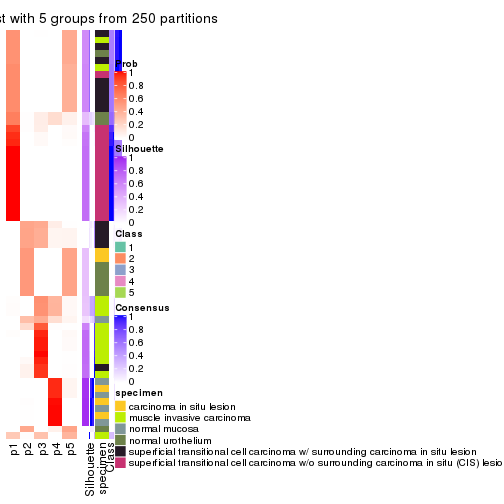 st with 5 groups from 250 partitions
Prob
1
0.8
0.6
0.4
0.2
0
Silhouette
1
0.8
0.6
0.4
0.2
0
Class
1
2
3
4
5
Consensus
1
0.8
0.6
0.4
0.2
0
specimen
carcinoma in situ lesion
muscle invasive carcinoma
normal mucosa
normal urothelium
superficial transitional cell carcinoma w/ surrounding carcinoma in situ lesion
superficial transitional cell carcinoma w/o surrounding carcinoma in situ (CIS) lesio
p1
p2
p3
p4
p5
Silhouette
specimen
Class